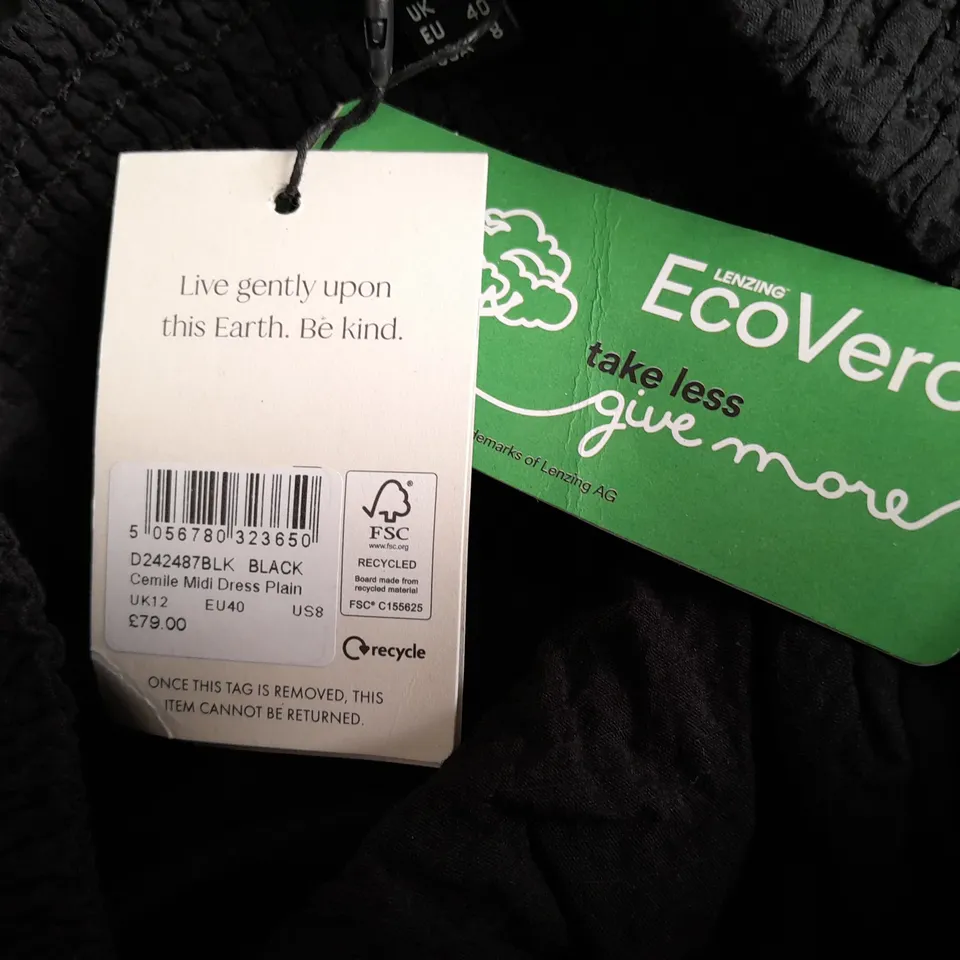 UK
EU 40
8
Live gently upon
this Earth. Be kind.
5 056780 323650
D242487BLK BLACK
Cemile Midi Dress Plain
UK12 EU40 US8
£79.00
FSC
www.fsc.org
RECYCLED
Board made from
recycled material
FSC® C155625
recycle
ONCE THIS TAG IS REMOVED, THIS
ITEM CANNOT BE RETURNED.
LENZING™
EcoVero
take less
give more
demarks of Lenzing AG